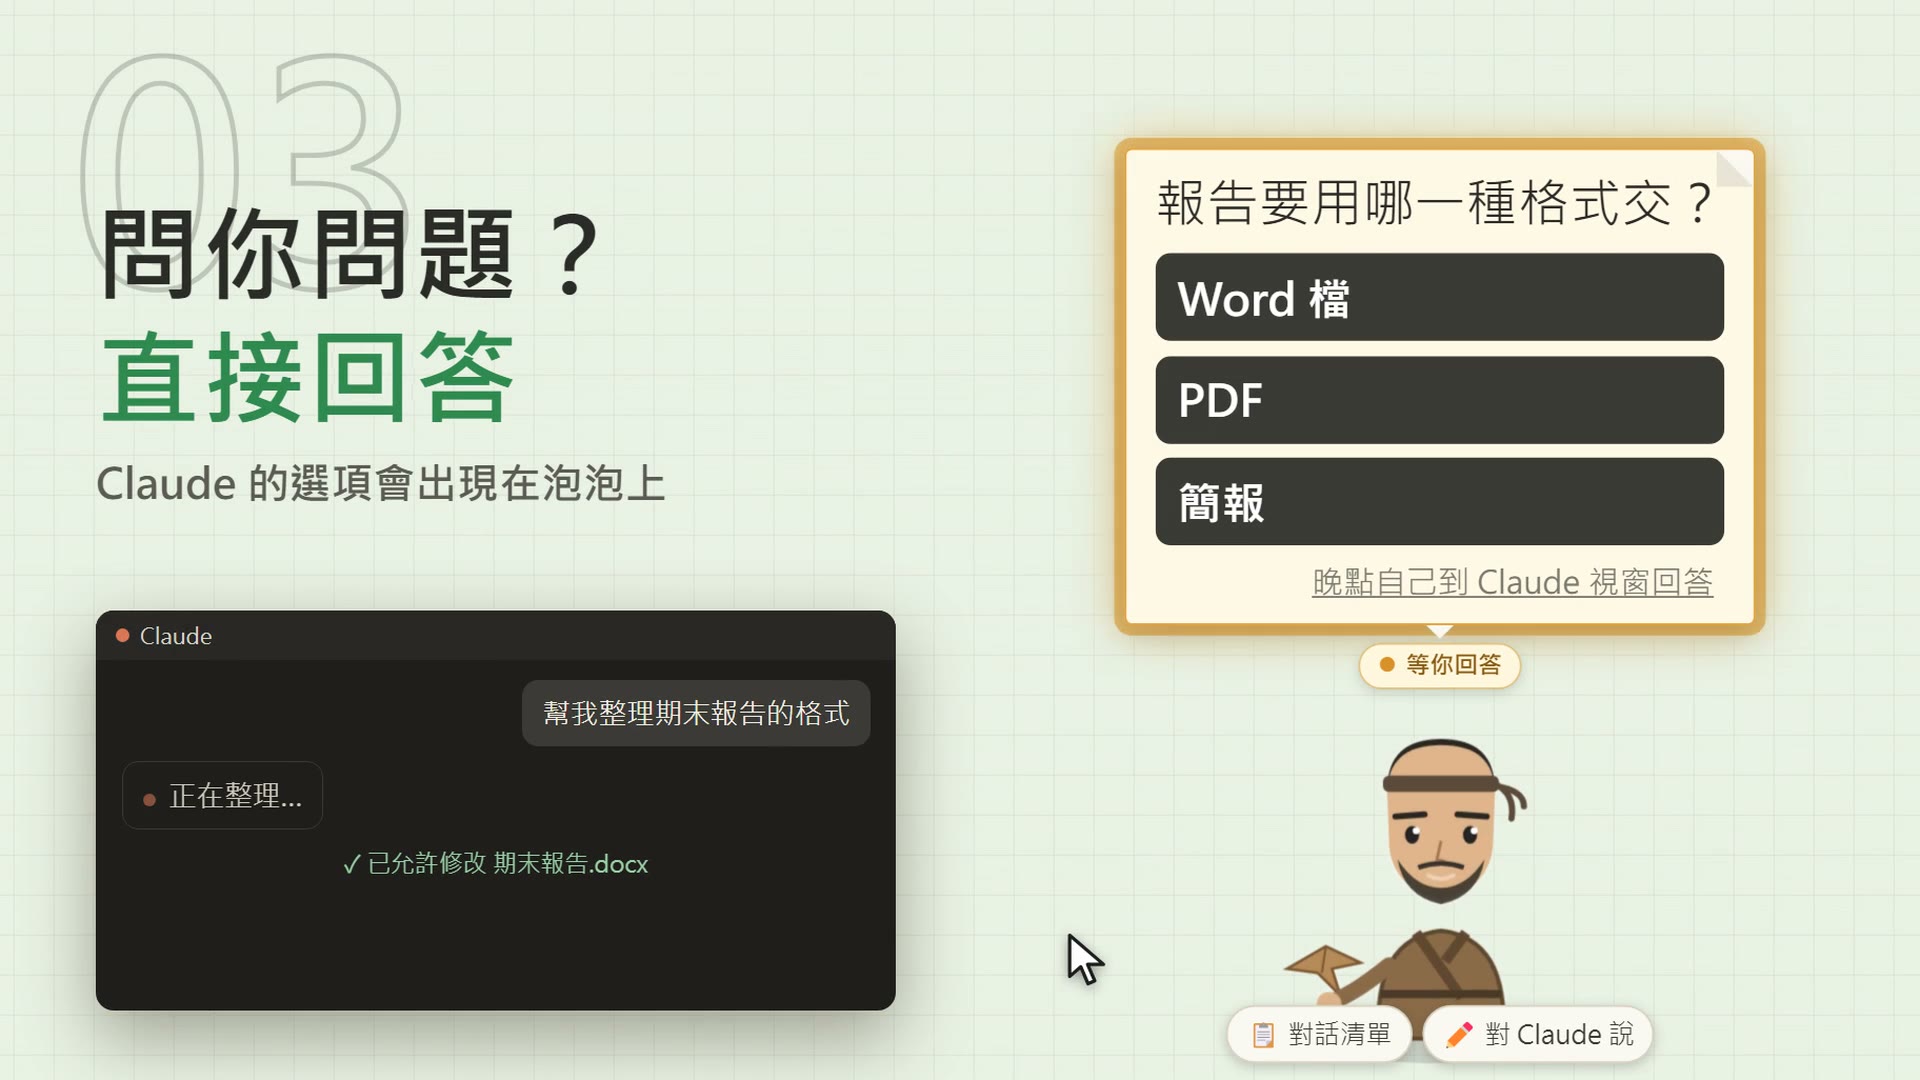 03
問你問題？
直接回答
Claude 的選項會出現在泡泡上
Claude
幫我整理期末報告的格式
正在整理...
✓ 已允許修改 期末報告.docx
報告要用哪一種格式交？
Word 檔
PDF
簡報
晚點自己到 Claude 視窗回答
等你回答
對話清單
對 Claude 說